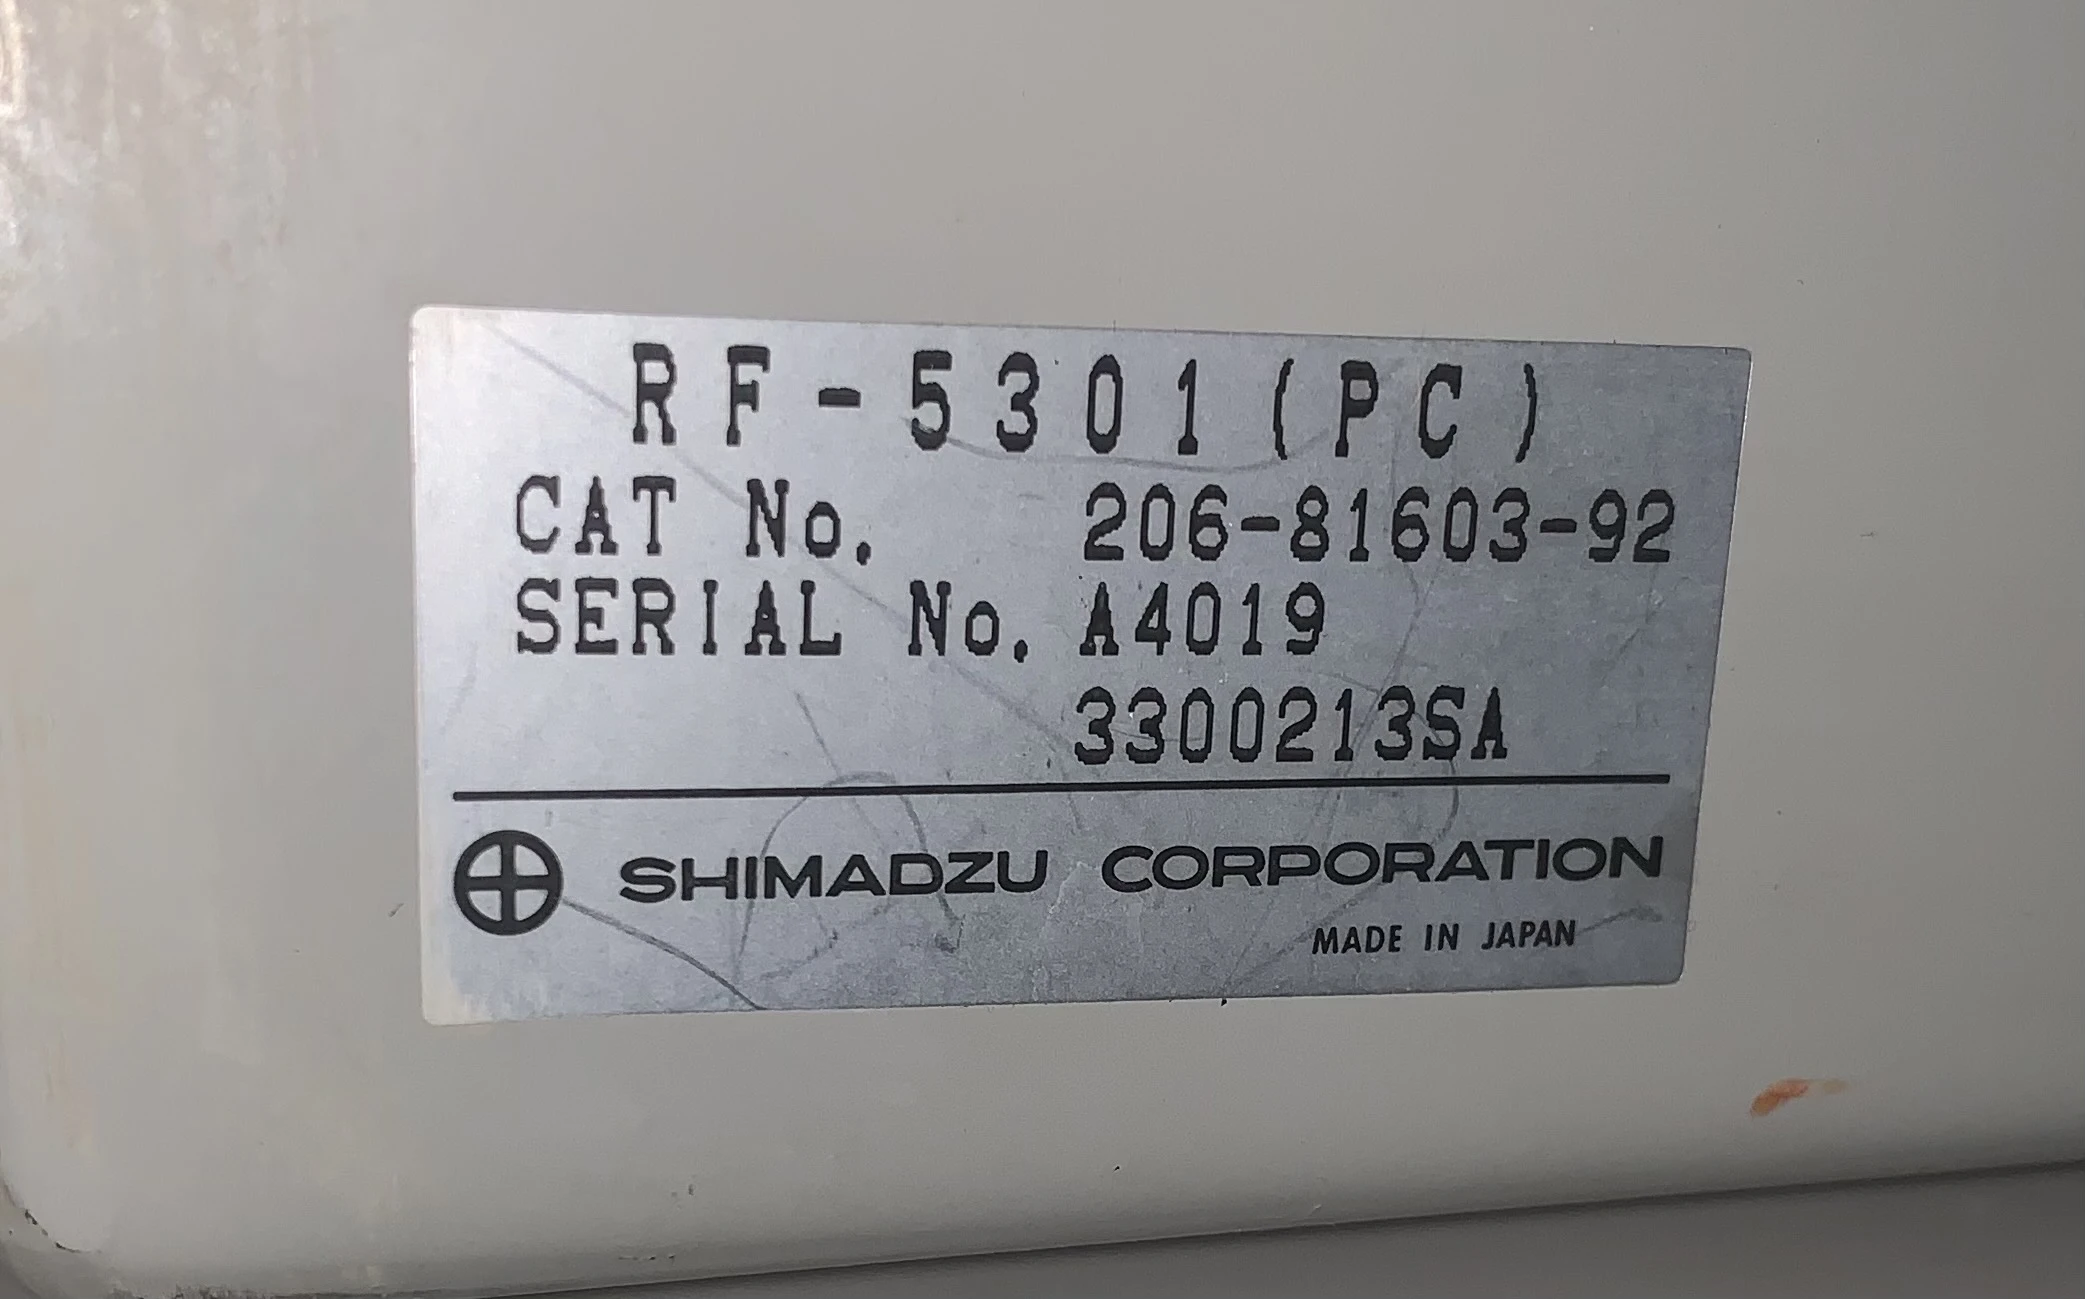 RF-5301(PC)
CAT No. 206-81603-92
SERIAL No. A4019
3300213SA
SHIMADZU CORPORATION
MADE IN JAPAN